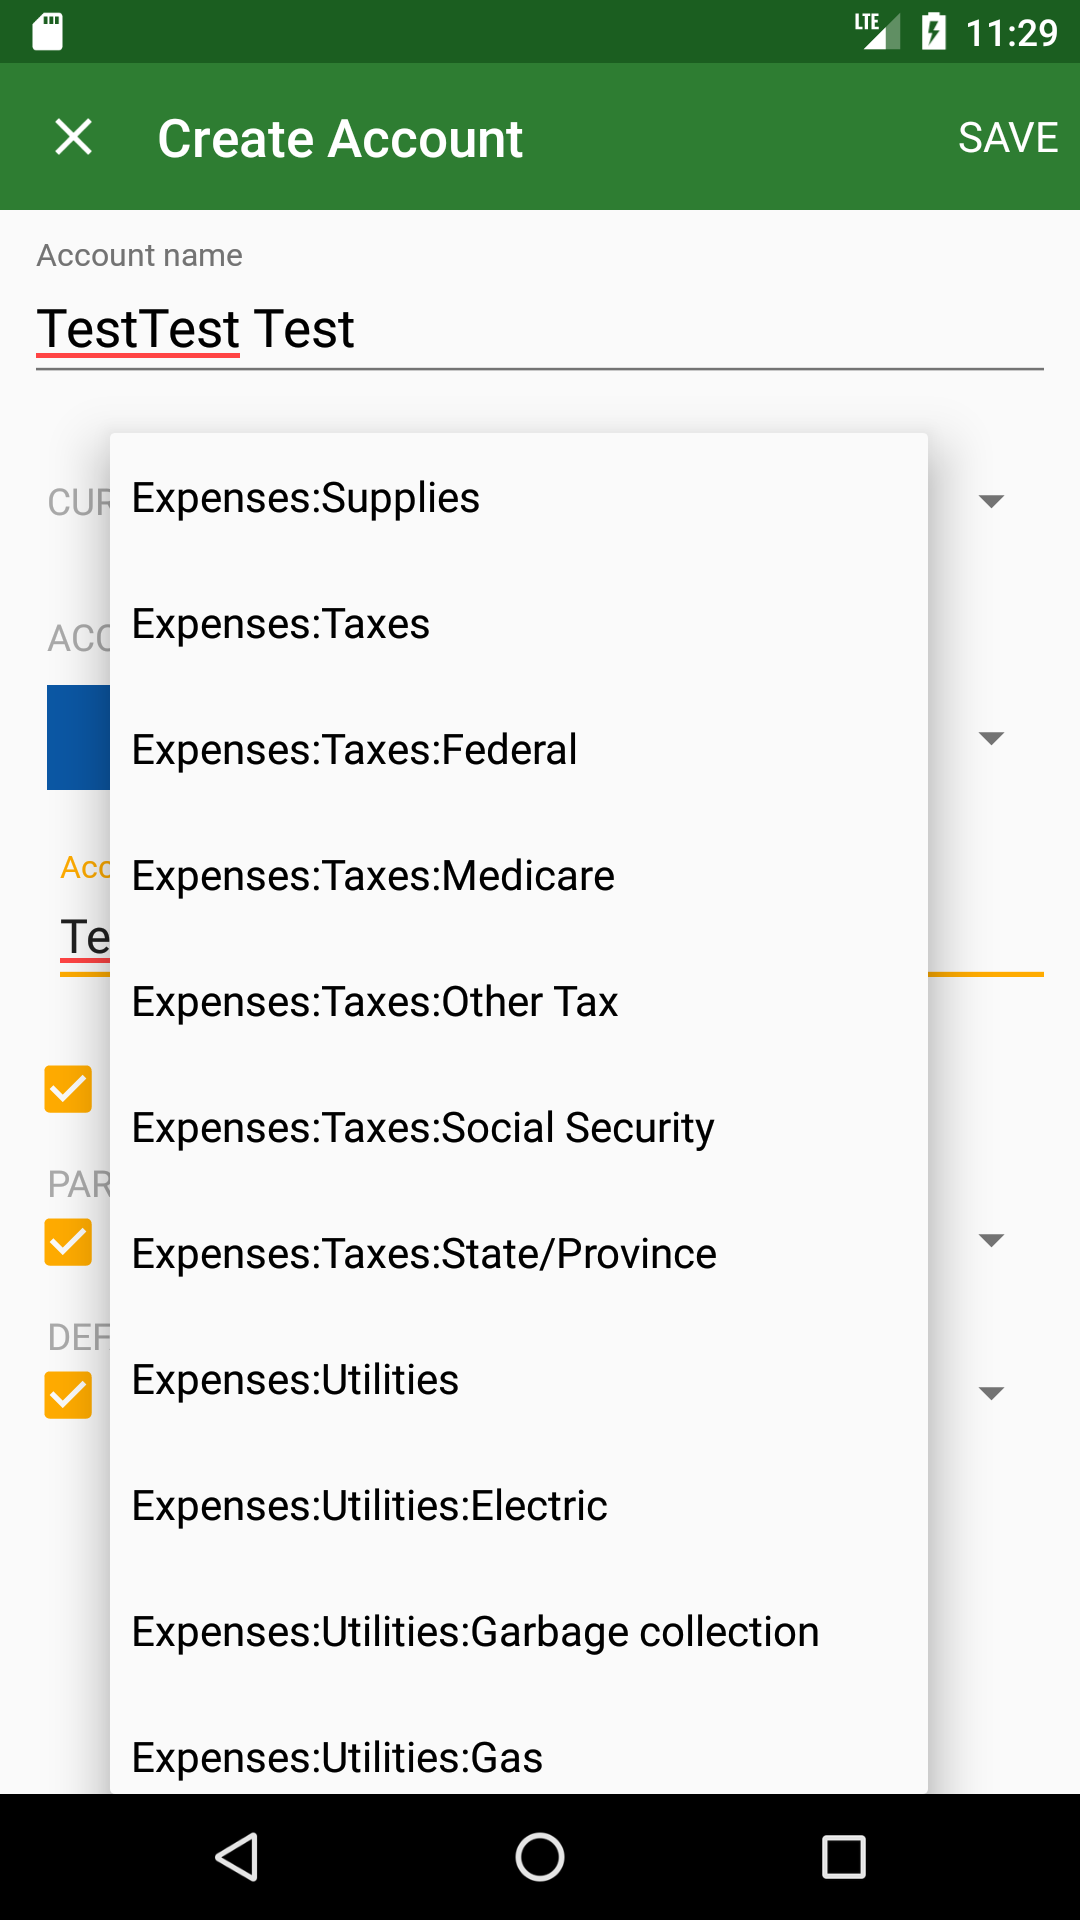 LTE 11:29
Create Account SAVE
Account name
TestTest Test
CUR
Expenses:Supplies
Expenses:Taxes
ACC
Expenses:Taxes:Federal
Acc
Expenses:Taxes:Medicare
Te
Expenses:Taxes:Other Tax
Expenses:Taxes:Social Security
PAR
Expenses:Taxes:State/Province
DEF
Expenses:Utilities
Expenses:Utilities:Electric
Expenses:Utilities:Garbage collection
Expenses:Utilities:Gas